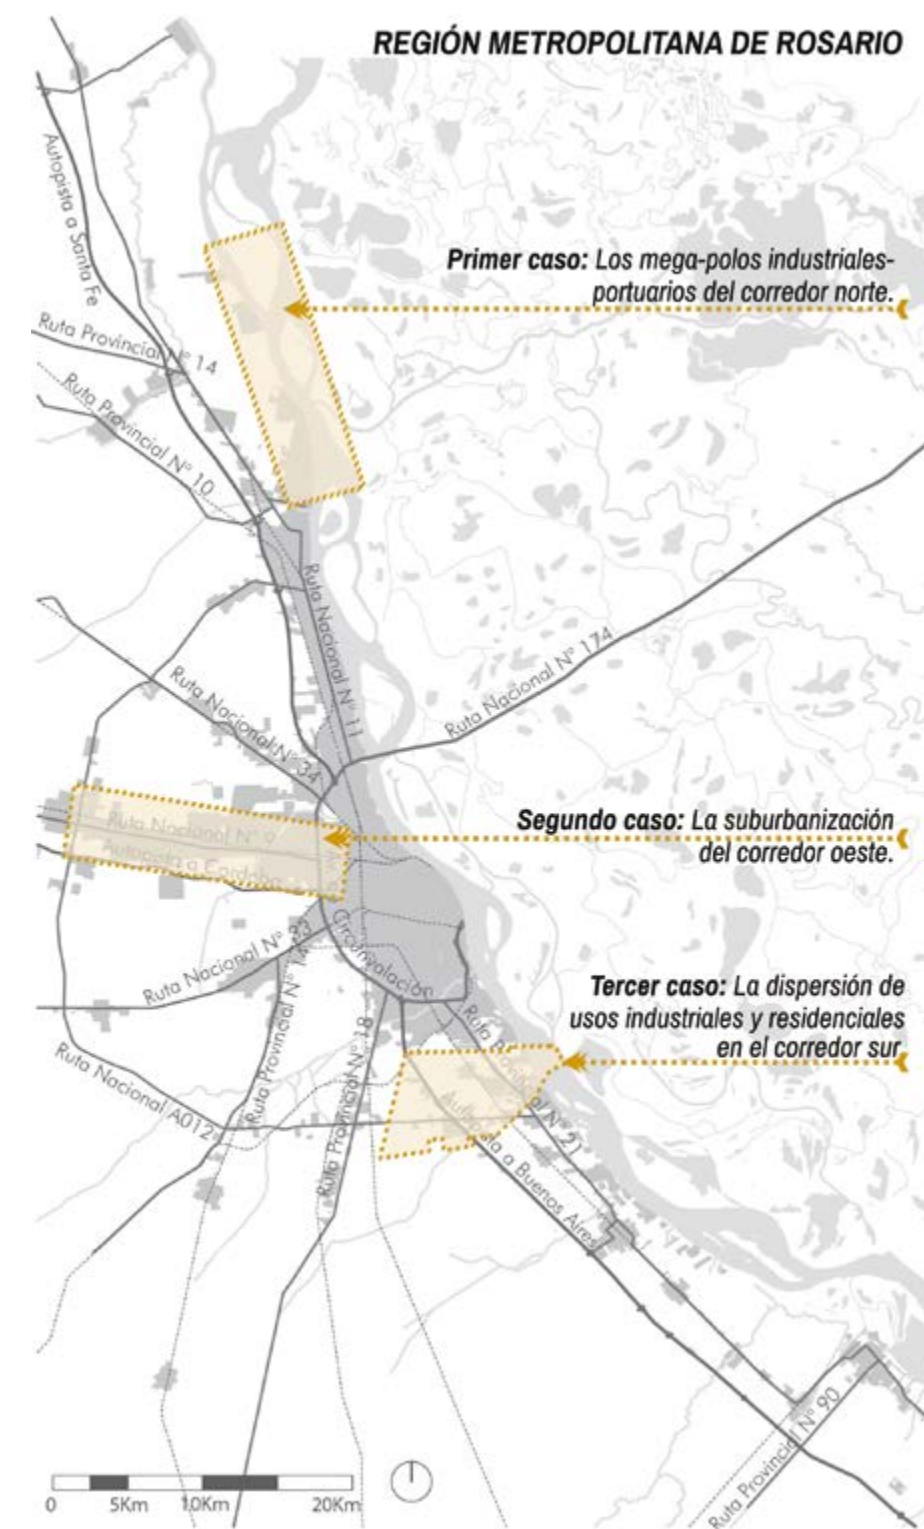 REGIÓN METROPOLITANA DE ROSARIO
Autopista a Santa Fe
Primer caso: Los mega-polos industriales-
portuarios del corredor norte.
Ruta Provincial N° 14
Ruta Provincial N° 10
Ruta Nacional N° 11
Ruta Nacional N° 174
Ruta Nacional N° 34
Segundo caso: La suburbanización
del corredor oeste.
Ruta Nacional N° 9
Autopista a Córdoba
Circunvalación
Ruta Nacional N° 33
Tercer caso: La dispersión de
usos industriales y residenciales
en el corredor sur.
Ruta Provincial N° 14
Ruta Provincial N° 18
Ruta Provincial N° 21
Ruta Nacional A012
Autopista a Buenos Aires
Ruta Provincial N° 90
0 5Km 10Km 20Km